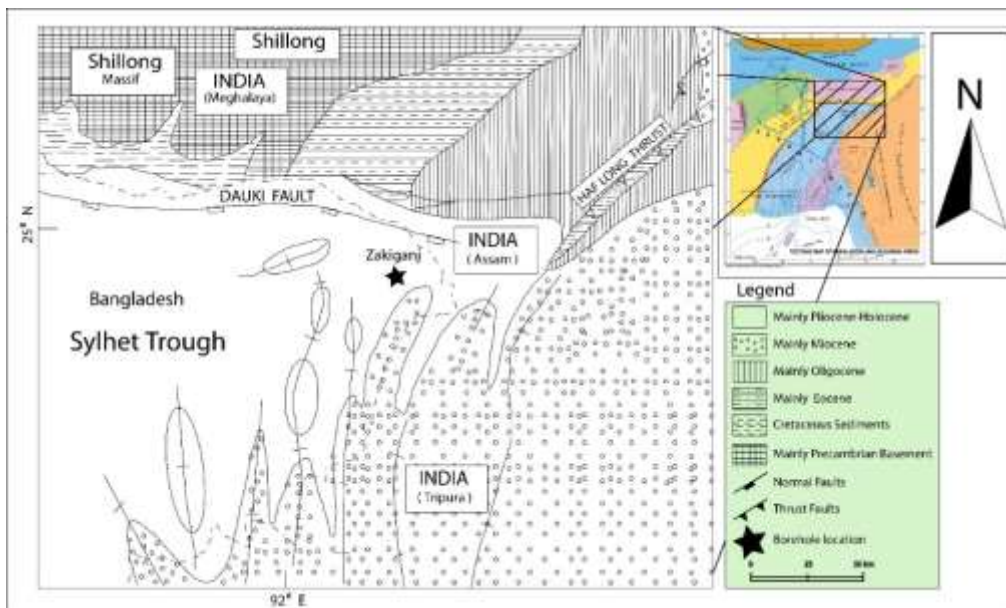 Shillong
Shillong
Massif
INDIA
(Meghalaya)
HAFLONG THRUST
DAUKI FAULT
25° N
INDIA
(Assam)
Zakiganj
Bangladesh
Sylhet Trough
INDIA
(Tripura)
92° E
N
Legend
Mainly Pliocene-Holocene
Mainly Miocene
Mainly Oligocene
Mainly Eocene
Cretaceous Sediments
Mainly Precambrian Basement
Normal Faults
Thrust Faults
Borehole location
0